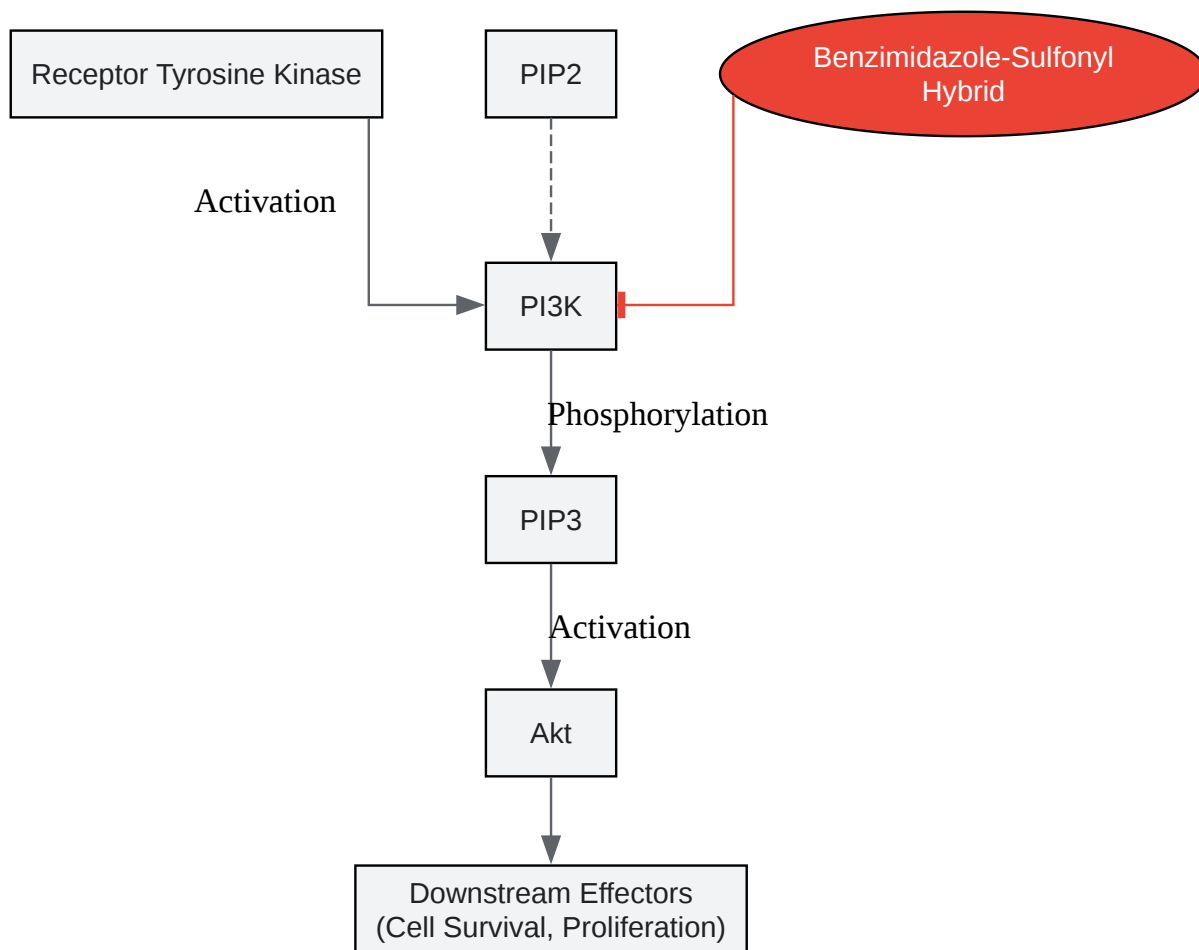 Receptor Tyrosine Kinase
PIP2
Benzimidazole-Sulfonyl
Hybrid
Activation
PI3K
Phosphorylation
PIP3
Activation
Akt
Downstream Effectors
(Cell Survival, Proliferation)